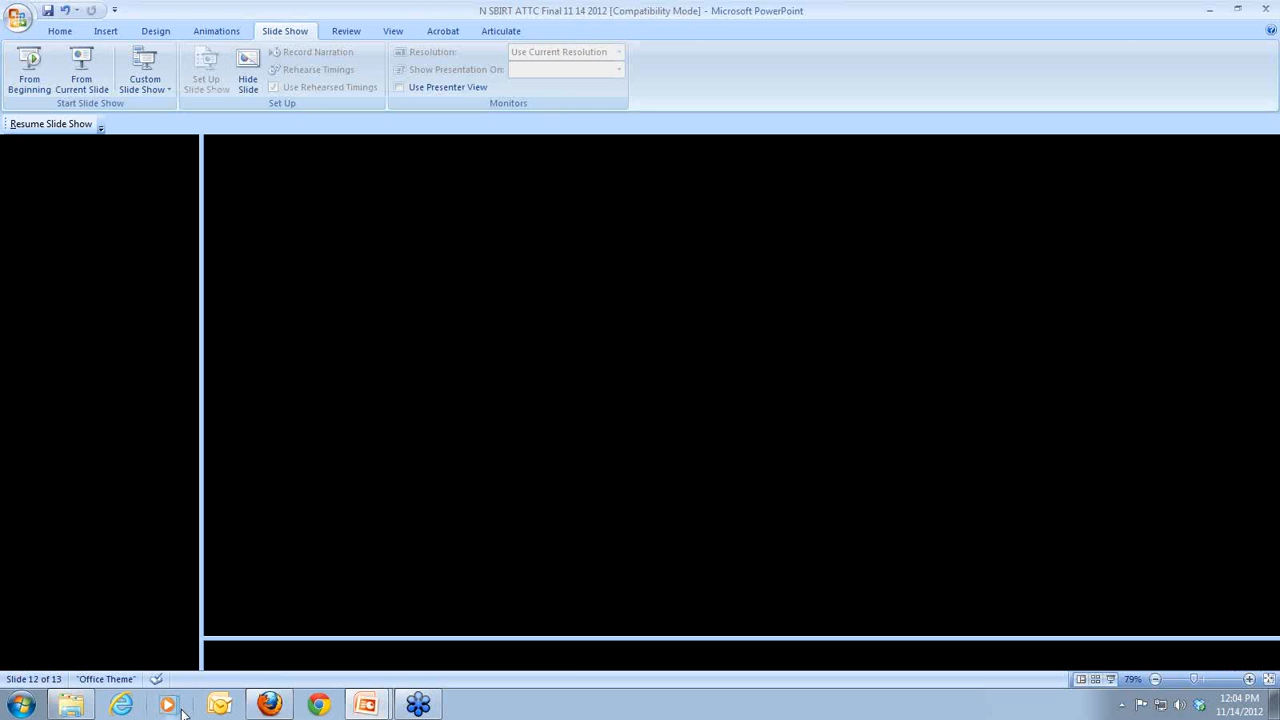 N SBIRT ATTC Final 11 14 2012 [Compatibility Mode] - Microsoft PowerPoint
Home Insert Design Animations Slide Show Review View Acrobat Articulate
From Beginning
From Current Slide
Custom Slide Show
Start Slide Show
Set Up Slide Show
Hide Slide
Record Narration
Rehearse Timings
Use Rehearsed Timings
Set Up
Resolution: Use Current Resolution
Show Presentation On:
Use Presenter View
Monitors
Resume Slide Show
Slide 12 of 13 "Office Theme" 79%
12:04 PM
11/14/2012